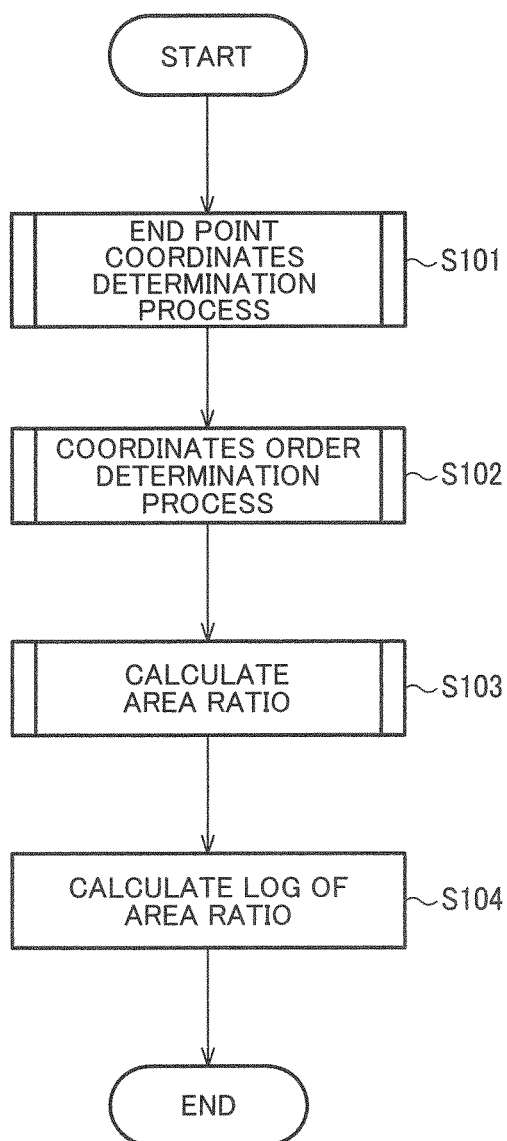 START
END POINT
COORDINATES
DETERMINATION
PROCESS
S101
COORDINATES ORDER
DETERMINATION
PROCESS
S102
CALCULATE
AREA RATIO
S103
CALCULATE LOG OF
AREA RATIO
S104
END